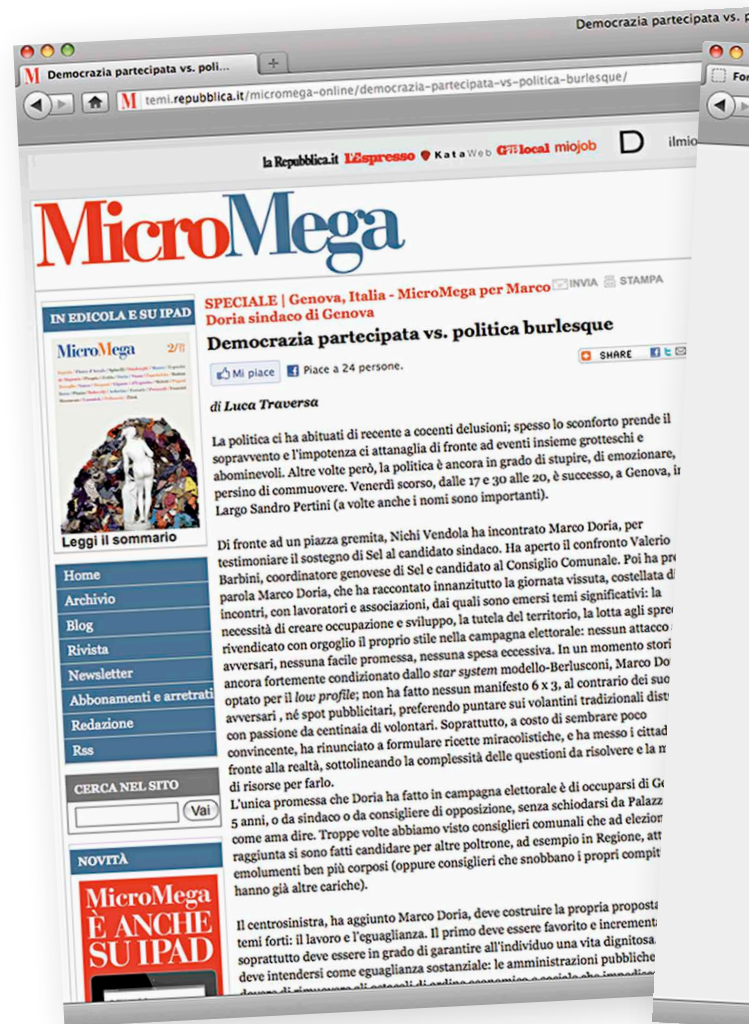 Democrazia partecipata vs.
M Democrazia partecipata vs. poli...
M temi.repubblica.it/micromega-online/democrazia-partecipata-vs-politica-burlesque/
la Repubblica.it L'Espresso KataWeb local miojob D
MicroMega
IN EDICOLA E SU IPAD
MicroMega 2/11
Leggi il sommario
Home
Archivio
Blog
Rivista
Newsletter
Abbonamenti e arretrati
Redazione
Rss
CERCA NEL SITO
Vai
NOVITÀ
MicroMega
È ANCHE
SU IPAD
INVIA STAMPA
SPECIALE | Genova, Italia - MicroMega per Marco
Doria sindaco di Genova
Democrazia partecipata vs. politica burlesque
Mi piace Piace a 24 persone.
SHARE
di Luca Traversa
La politica ci ha abituati di recente a cocenti delusioni; spesso lo sconforto prende il
sopravvento e l'impotenza ci attanaglia di fronte ad eventi insieme grotteschi e
abominevoli. Altre volte però, la politica è ancora in grado di stupire, di emozionare,
persino di commuovere. Venerdì scorso, dalle 17 e 30 alle 20, è successo, a Genova, in
Largo Sandro Pertini (a volte anche i nomi sono importanti).
Di fronte ad un piazza gremita, Nichi Vendola ha incontrato Marco Doria, per
testimoniare il sostegno di Sel al candidato sindaco. Ha aperto il confronto Valerio
Barbini, coordinatore genovese di Sel e candidato al Consiglio Comunale. Poi ha
parola Marco Doria, che ha raccontato innanzitutto la giornata vissuta, costellata
incontri, con lavoratori e associazioni, dai quali sono emersi temi significativi: la
necessità di creare occupazione e sviluppo, la tutela del territorio, la lotta agli
rivendicato con orgoglio il proprio stile nella campagna elettorale: nessun attacco
avversari, nessuna facile promessa, nessuna spesa eccessiva. In un momento
ancora fortemente condizionato dallo star system modello-Berlusconi, Marco
optato per il low profile; non ha fatto nessun manifesto 6 x 3, al contrario dei
avversari , né spot pubblicitari, preferendo puntare sui volantini tradizionali
con passione da centinaia di volontari. Soprattutto, a costo di sembrare poco
convincente, ha rinunciato a formulare ricette miracolistiche, e ha messo i
fronte alla realtà, sottolineando la complessità delle questioni da risolvere e la
di risorse per farlo.
L'unica promessa che Doria ha fatto in campagna elettorale è di occuparsi di
5 anni, o da sindaco o da consigliere di opposizione, senza schiodarsi da
come ama dire. Troppe volte abbiamo visto consiglieri comunali che ad
raggiunta si sono fatti candidare per altre poltrone, ad esempio in Regione,
emolumenti ben più corposi (oppure consiglieri che snobbano i propri
hanno già altre cariche).
Il centrosinistra, ha aggiunto Marco Doria, deve costruire la propria
temi forti: il lavoro e l'eguaglianza. Il primo deve essere favorito e
soprattutto deve essere in grado di garantire all'individuo una vita dignitosa.
deve intendersi come eguaglianza sostanziale: le amministrazioni pubbliche